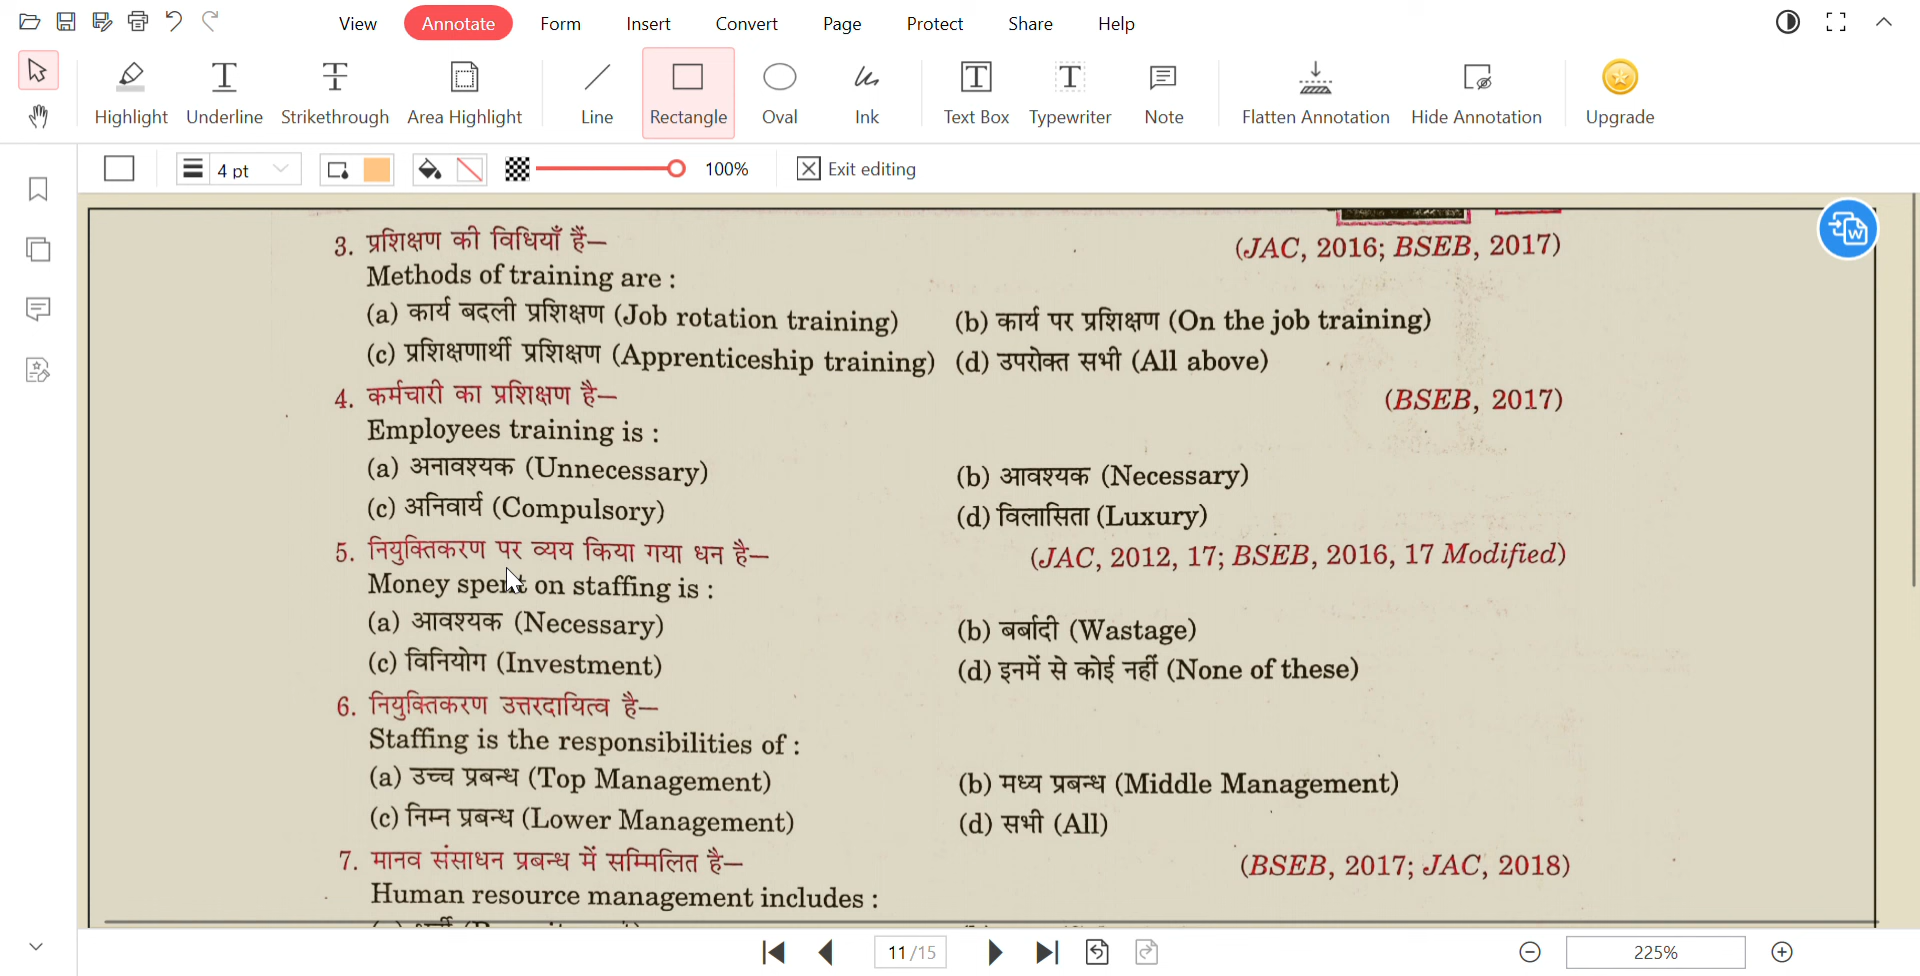 View Annotate Form Insert Convert Page Protect Share Help
Highlight Underline Strikethrough Area Highlight Line Rectangle Oval Ink Text Box Typewriter Note Flatten Annotation Hide Annotation Upgrade
4 pt 100% Exit editing
3. प्रशिक्षण की विधियाँ हैं— (JAC, 2016; BSEB, 2017)
Methods of training are :
(a) कार्य बदली प्रशिक्षण (Job rotation training) (b) कार्य पर प्रशिक्षण (On the job training)
(c) प्रशिक्षणार्थी प्रशिक्षण (Apprenticeship training) (d) उपरोक्त सभी (All above)
4. कर्मचारी का प्रशिक्षण है— (BSEB, 2017)
Employees training is :
(a) अनावश्यक (Unnecessary) (b) आवश्यक (Necessary)
(c) अनिवार्य (Compulsory) (d) विलासिता (Luxury)
5. नियुक्तिकरण पर व्यय किया गया धन है— (JAC, 2012, 17; BSEB, 2016, 17 Modified)
Money spent on staffing is :
(a) आवश्यक (Necessary) (b) बर्बादी (Wastage)
(c) विनियोग (Investment) (d) इनमें से कोई नहीं (None of these)
6. नियुक्तिकरण उत्तरदायित्व है—
Staffing is the responsibilities of :
(a) उच्च प्रबन्ध (Top Management) (b) मध्य प्रबन्ध (Middle Management)
(c) निम्न प्रबन्ध (Lower Management) (d) सभी (All)
7. मानव संसाधन प्रबन्ध में सम्मिलित है— (BSEB, 2017; JAC, 2018)
Human resource management includes :
11 /15 225%